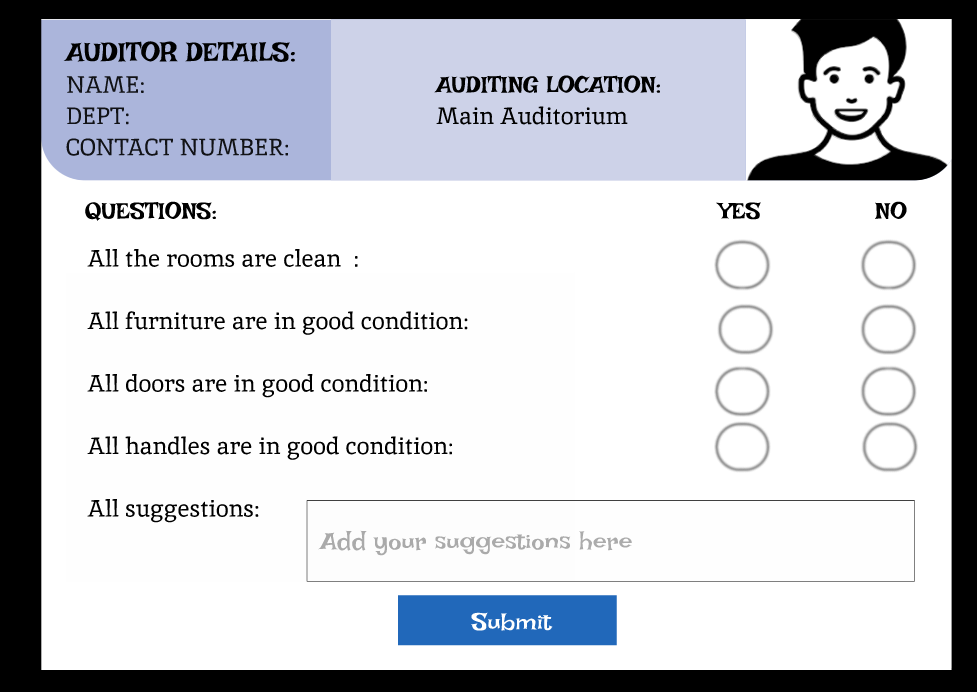 AUDITOR DETAILS:
NAME:
DEPT:
CONTACT NUMBER:
AUDITING LOCATION:
Main Auditorium
QUESTIONS: YES NO
All the rooms are clean :
All furniture are in good condition:
All doors are in good condition:
All handles are in good condition:
All suggestions:
Add your suggestions here
Submit